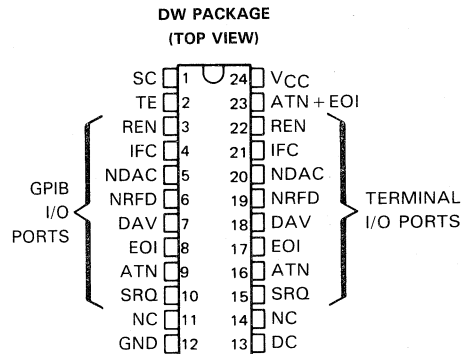 DW PACKAGE
(TOP VIEW)
SC 1 24 VCC
TE 2 23 ATN + EOI
REN 3 22 REN
IFC 4 21 IFC
NDAC 5 20 NDAC
NRFD 6 19 NRFD
DAV 7 18 DAV
EOI 8 17 EOI
ATN 9 16 ATN
SRQ 10 15 SRQ
NC 11 14 NC
GND 12 13 DC
GPIB
I/O
PORTS
TERMINAL
I/O PORTS